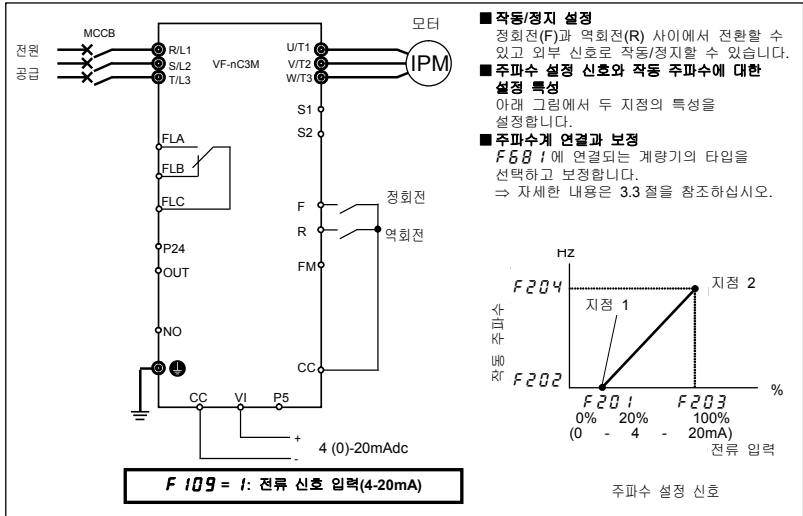 MCCB
전원
공급
R/L1
S/L2
T/L3
VF-nC3M
U/T1
V/T2
W/T3
모터
IPM
S1
S2
FLA
FLB
FLC
F
R
정회전
역회전
P24
OUT
FM
NO
CC
CC
VI
P5
+
-
4 (0)-20mAdc
F109 = 1: 전류 신호 입력(4-20mA)
■ 작동/정지 설정
정회전(F)과 역회전(R) 사이에서 전환할 수
있고 외부 신호로 작동/정지할 수 있습니다.
■ 주파수 설정 신호와 작동 주파수에 대한
설정 특성
아래 그림에서 두 지점의 특성을
설정합니다.
■ 주파수계 연결과 보정
F681에 연결되는 계량기의 타입을
선택하고 보정합니다.
⇒ 자세한 내용은 3.3 절을 참조하십시오.
Hz
F204
지점 1
지점 2
작동 주파수
F202
%
F201
F203
0% 20% 100%
(0 - 4 - 20mA)
전류 입력
주파수 설정 신호